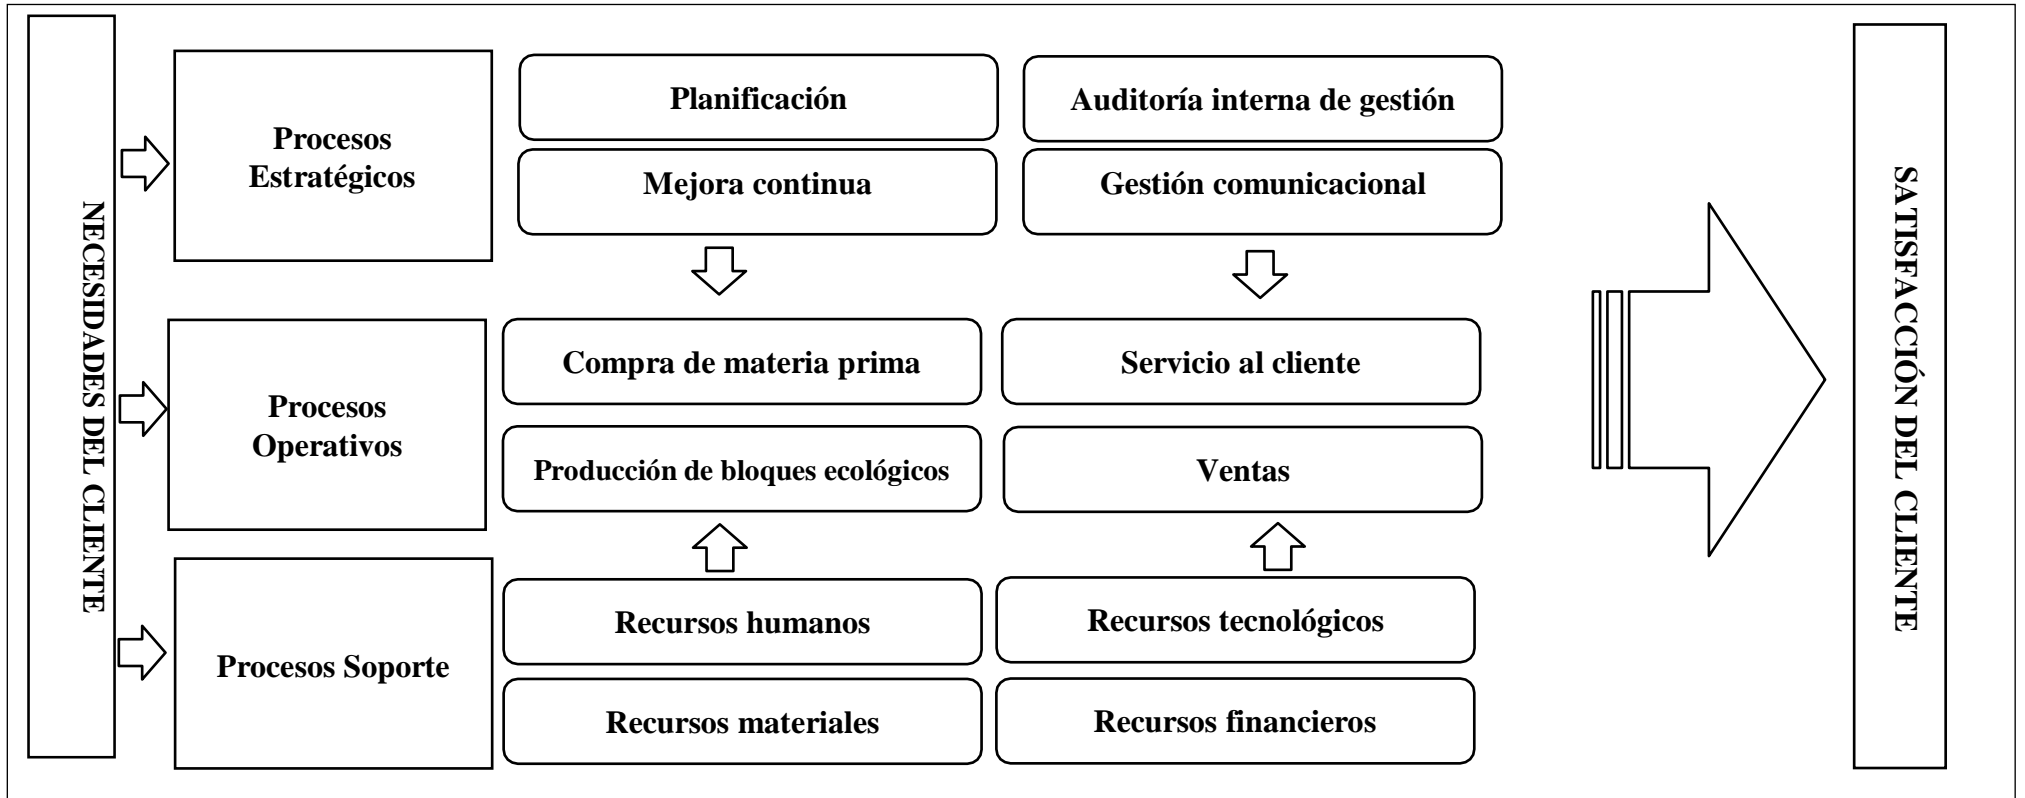 NECESIDADES DEL CLIENTE
Procesos
Estratégicos
Planificación
Auditoría interna de gestión
Mejora continua
Gestión comunicacional
Procesos
Operativos
Compra de materia prima
Servicio al cliente
Producción de bloques ecológicos
Ventas
Procesos Soporte
Recursos humanos
Recursos tecnológicos
Recursos materiales
Recursos financieros
SATISFACCIÓN DEL CLIENTE